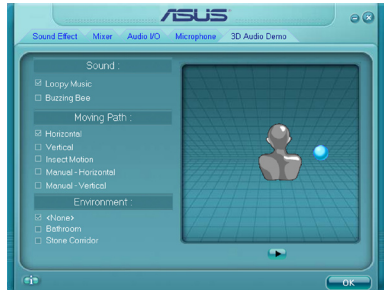 ASUS
Sound Effect Mixer Audio I/O Microphone 3D Audio Demo
Sound :
Loopy Music
Buzzing Bee
Moving Path :
Horizontal
Vertical
Insect Motion
Manual - Horizontal
Manual - Vertical
Environment :
<None>
Bathroom
Stone Corridor
i
OK